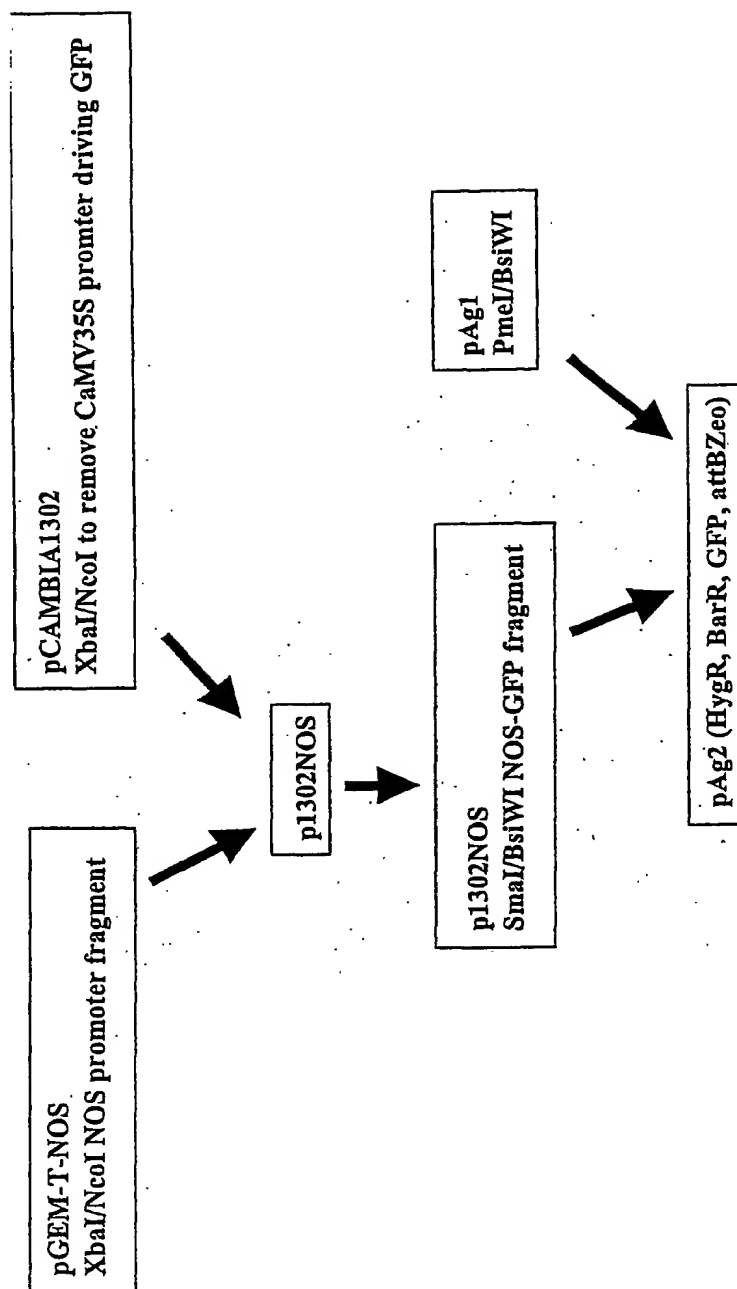 pGEM-T-NOS
XbaI/NcoI NOS promoter fragment
pCAMBIA1302
XbaI/NcoI to remove CaMV35S promter driving GFP
p1302NOS
p1302NOS
SmaI/BsiWI NOS-GFP fragment
pAg1
PmeI/BsiWI
pAg2 (HygR, BarR, GFP, attBZeo)